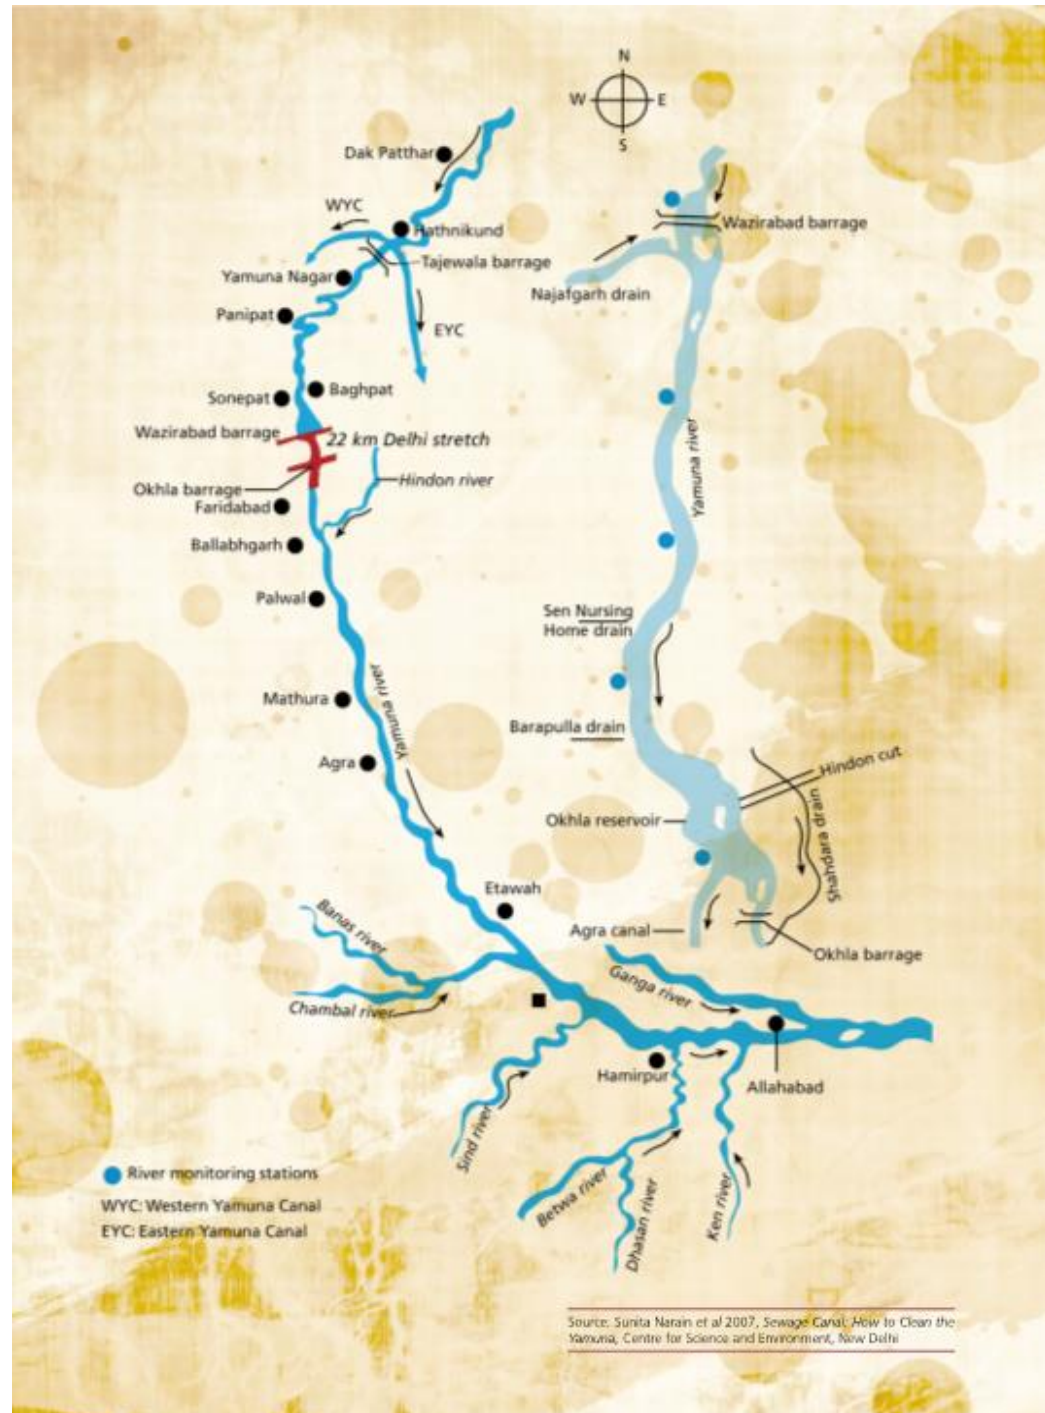 N
W
E
S
Dak Patthar
WYC
Hathnikund
Tajewala barrage
Yamuna Nagar
Panipat
EYC
Baghpat
Sonepat
Wazirabad barrage
22 km Delhi stretch
Hindon river
Okhla barrage
Faridabad
Ballabhgarh
Palwal
Yamuna river
Mathura
Agra
Etawah
Banas river
Chambal river
Ganga river
Hamirpur
Allahabad
Sind river
Betwa river
Dhasan river
Ken river
Wazirabad barrage
Najafgarh drain
Yamuna river
Sen Nursing
Home drain
Barapulla drain
Hindon cut
Shahdara drain
Okhla reservoir
Agra canal
Okhla barrage
River monitoring stations
WYC: Western Yamuna Canal
EYC: Eastern Yamuna Canal
Source: Sunita Narain et al 2007, Sewage Canal: How to Clean the
Yamuna, Centre for Science and Environment, New Delhi